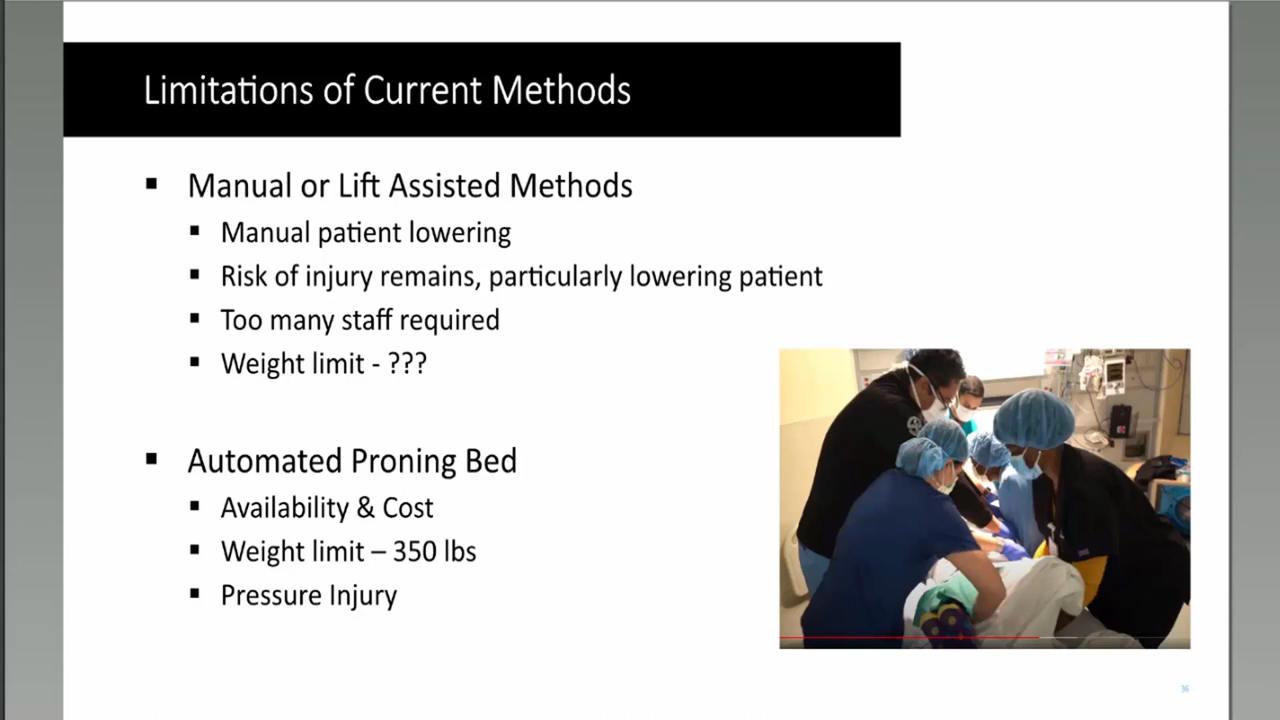 Limitations of Current Methods
Manual or Lift Assisted Methods
Manual patient lowering
Risk of injury remains, particularly lowering patient
Too many staff required
Weight limit - ???
Automated Proning Bed
Availability & Cost
Weight limit – 350 lbs
Pressure Injury
16